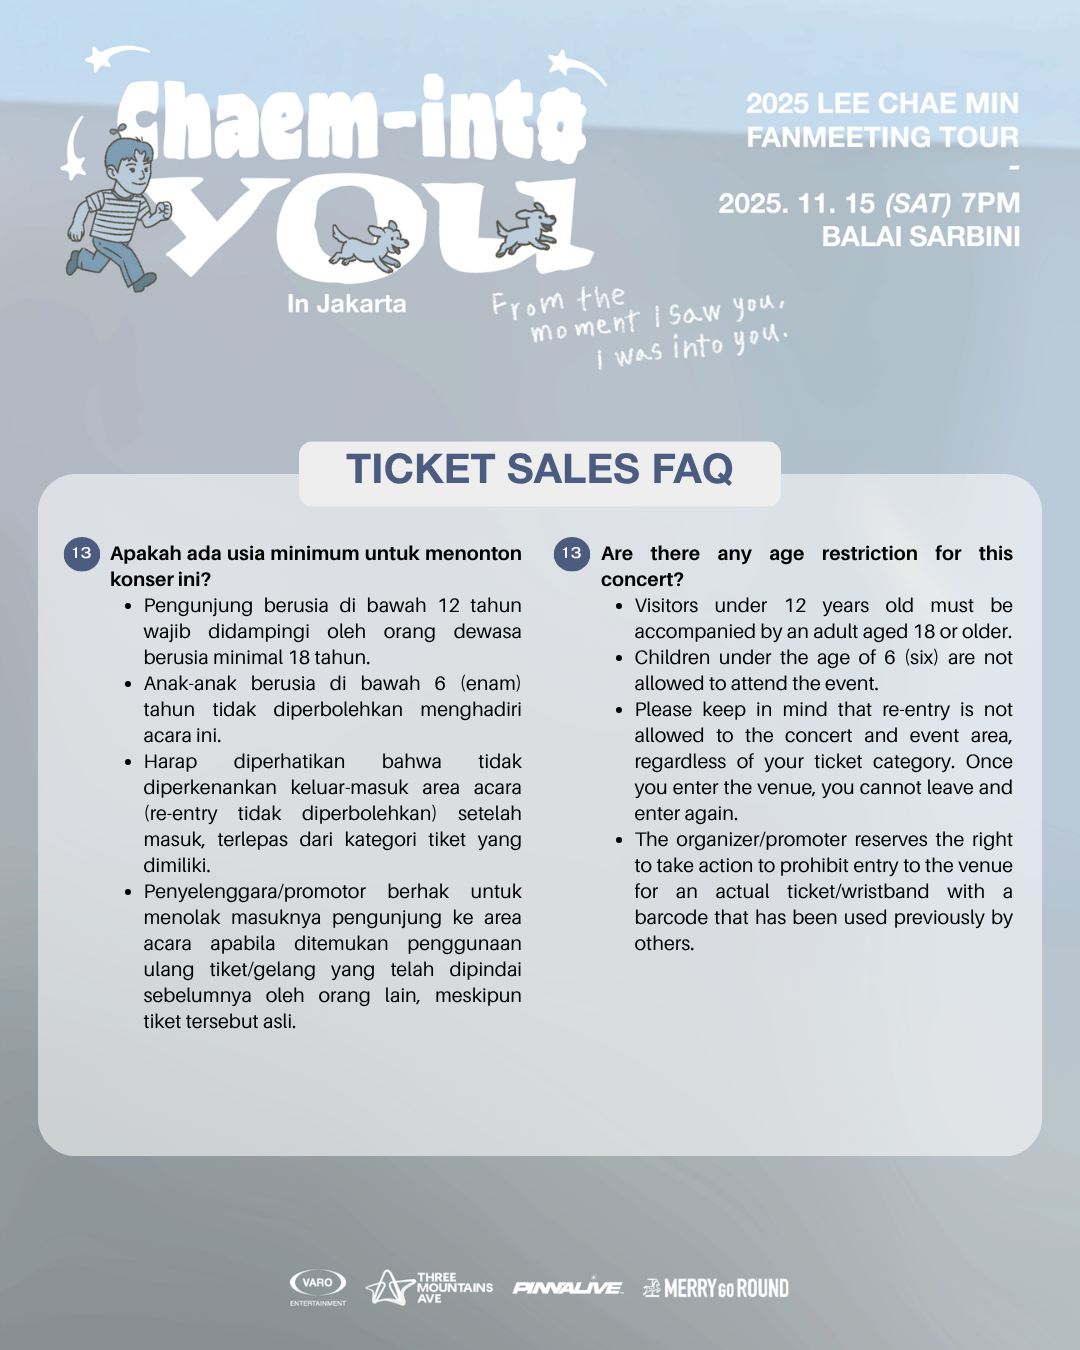 Chaem-into
you
In Jakarta
From the
moment I saw you,
I was into you.
2025 LEE CHAE MIN
FANMEETING TOUR
-
2025. 11. 15 (SAT) 7PM
BALAI SARBINI
TICKET SALES FAQ
13 Apakah ada usia minimum untuk menonton
konser ini?
• Pengunjung berusia di bawah 12 tahun
wajib didampingi oleh orang dewasa
berusia minimal 18 tahun.
• Anak-anak berusia di bawah 6 (enam)
tahun tidak diperbolehkan menghadiri
acara ini.
• Harap diperhatikan bahwa tidak
diperkenankan keluar-masuk area acara
(re-entry tidak diperbolehkan) setelah
masuk, terlepas dari kategori tiket yang
dimiliki.
• Penyelenggara/promotor berhak untuk
menolak masuknya pengunjung ke area
acara apabila ditemukan penggunaan
ulang tiket/gelang yang telah dipindai
sebelumnya oleh orang lain, meskipun
tiket tersebut asli.
13 Are there any age restriction for this
concert?
• Visitors under 12 years old must be
accompanied by an adult aged 18 or older.
• Children under the age of 6 (six) are not
allowed to attend the event.
• Please keep in mind that re-entry is not
allowed to the concert and event area,
regardless of your ticket category. Once
you enter the venue, you cannot leave and
enter again.
• The organizer/promoter reserves the right
to take action to prohibit entry to the venue
for an actual ticket/wristband with a
barcode that has been used previously by
others.
VARO
ENTERTAINMENT
THREE
MOUNTAINS
AVE
PINNALIVE
MERRY GO ROUND